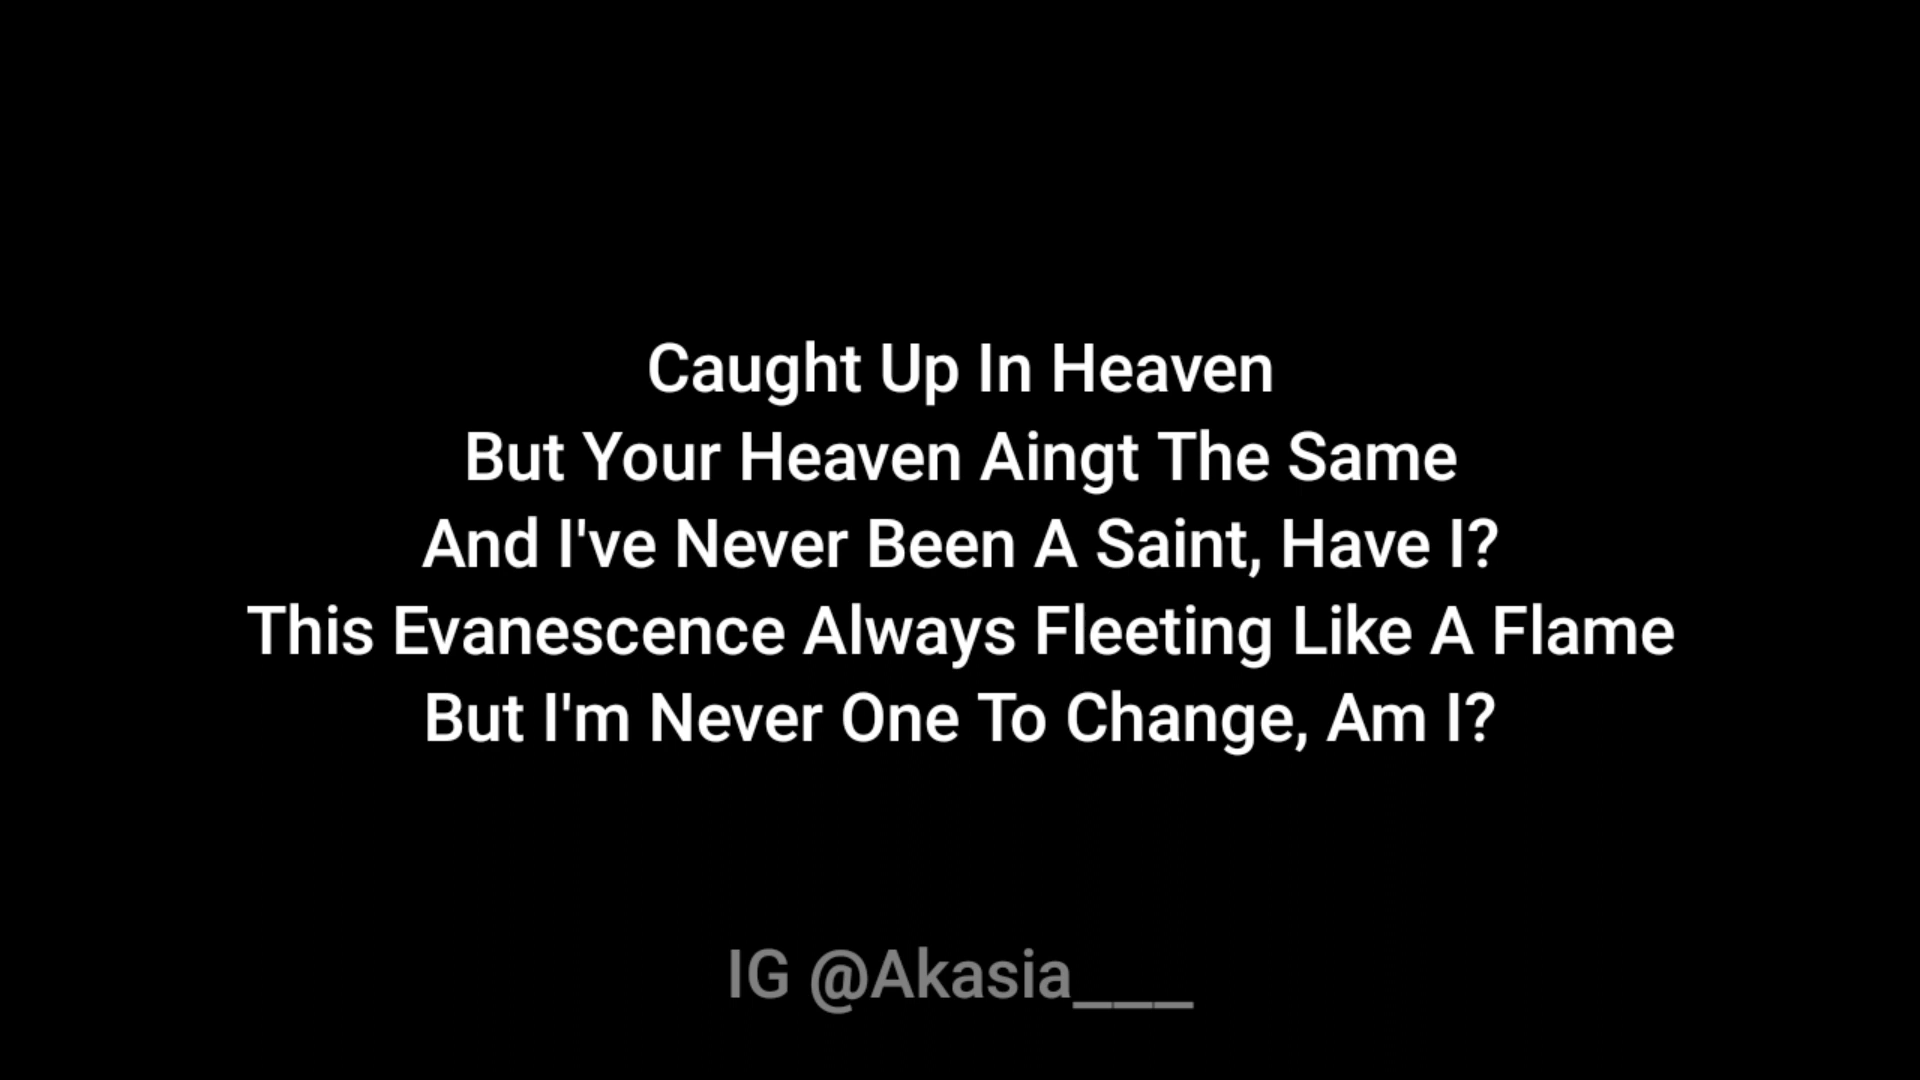 Caught Up In Heaven
But Your Heaven Aingt The Same
And I've Never Been A Saint, Have I?
This Evanescence Always Fleeting Like A Flame
But I'm Never One To Change, Am I?
IG @Akasia___